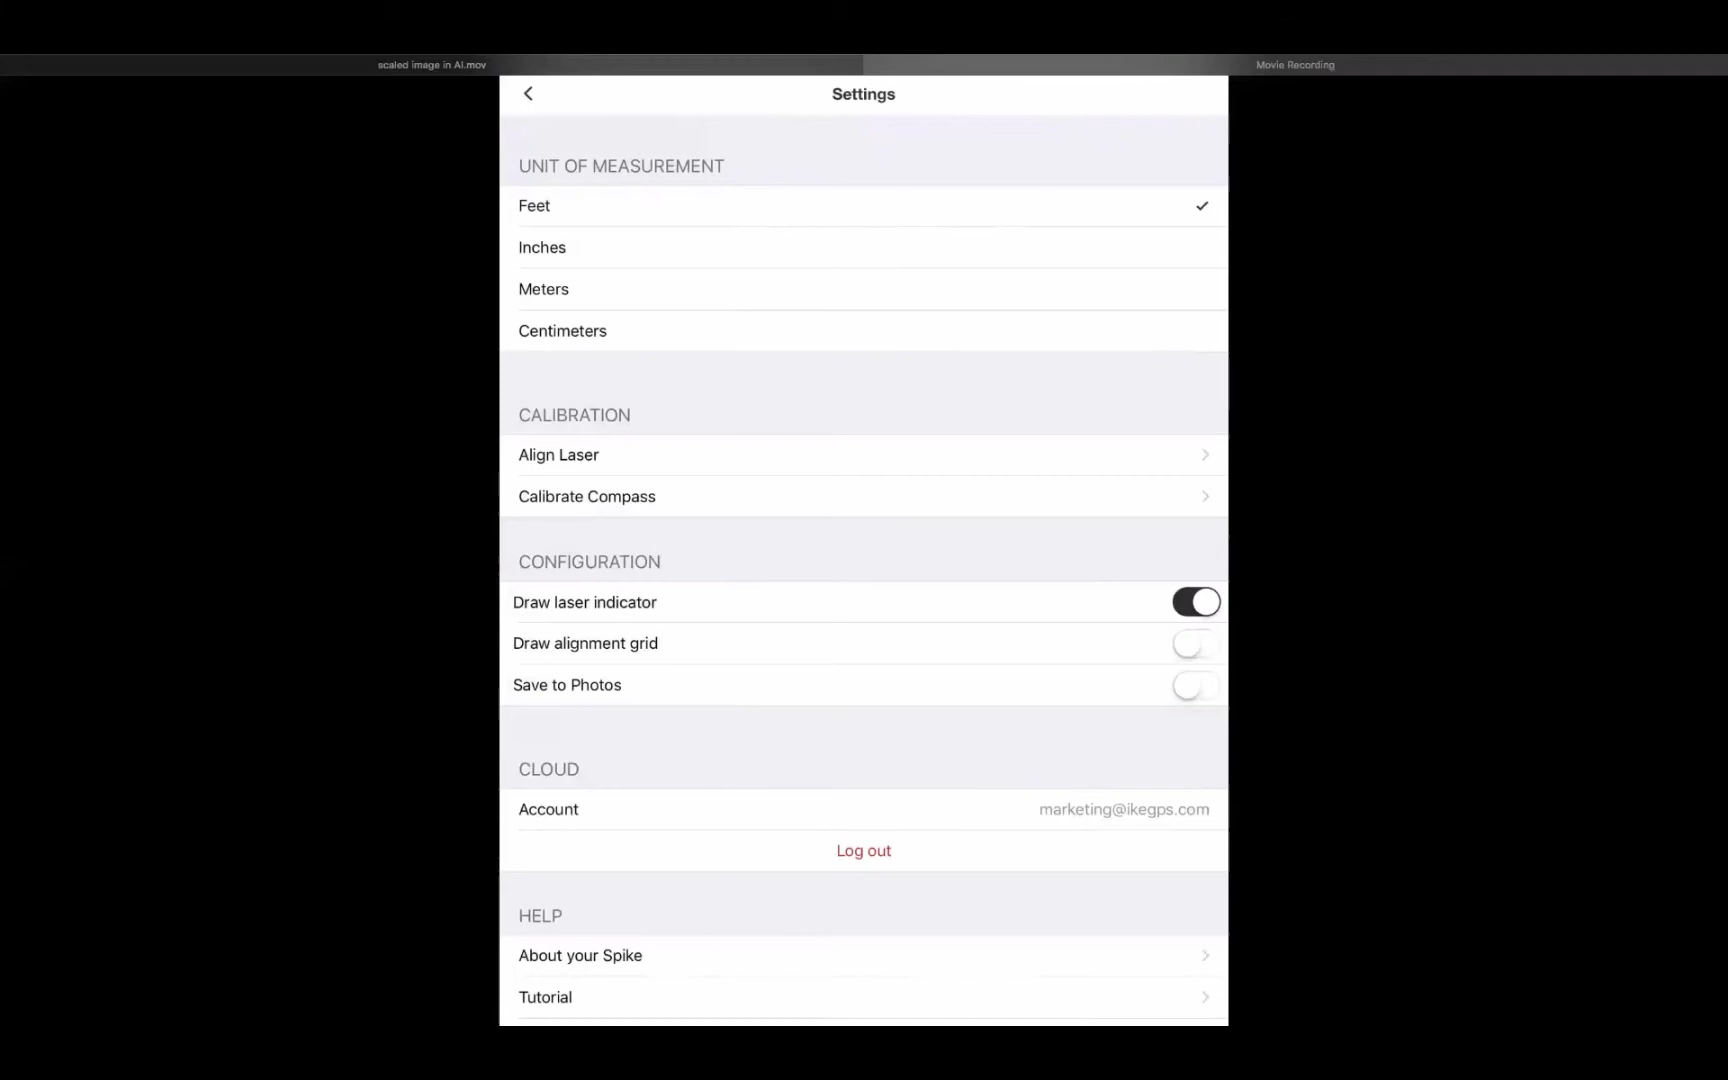 scaled image in AI.mov
Movie Recording
Settings
UNIT OF MEASUREMENT
Feet
Inches
Meters
Centimeters
CALIBRATION
Align Laser
Calibrate Compass
CONFIGURATION
Draw laser indicator
Draw alignment grid
Save to Photos
CLOUD
Account marketing@ikegps.com
Log out
HELP
About your Spike
Tutorial